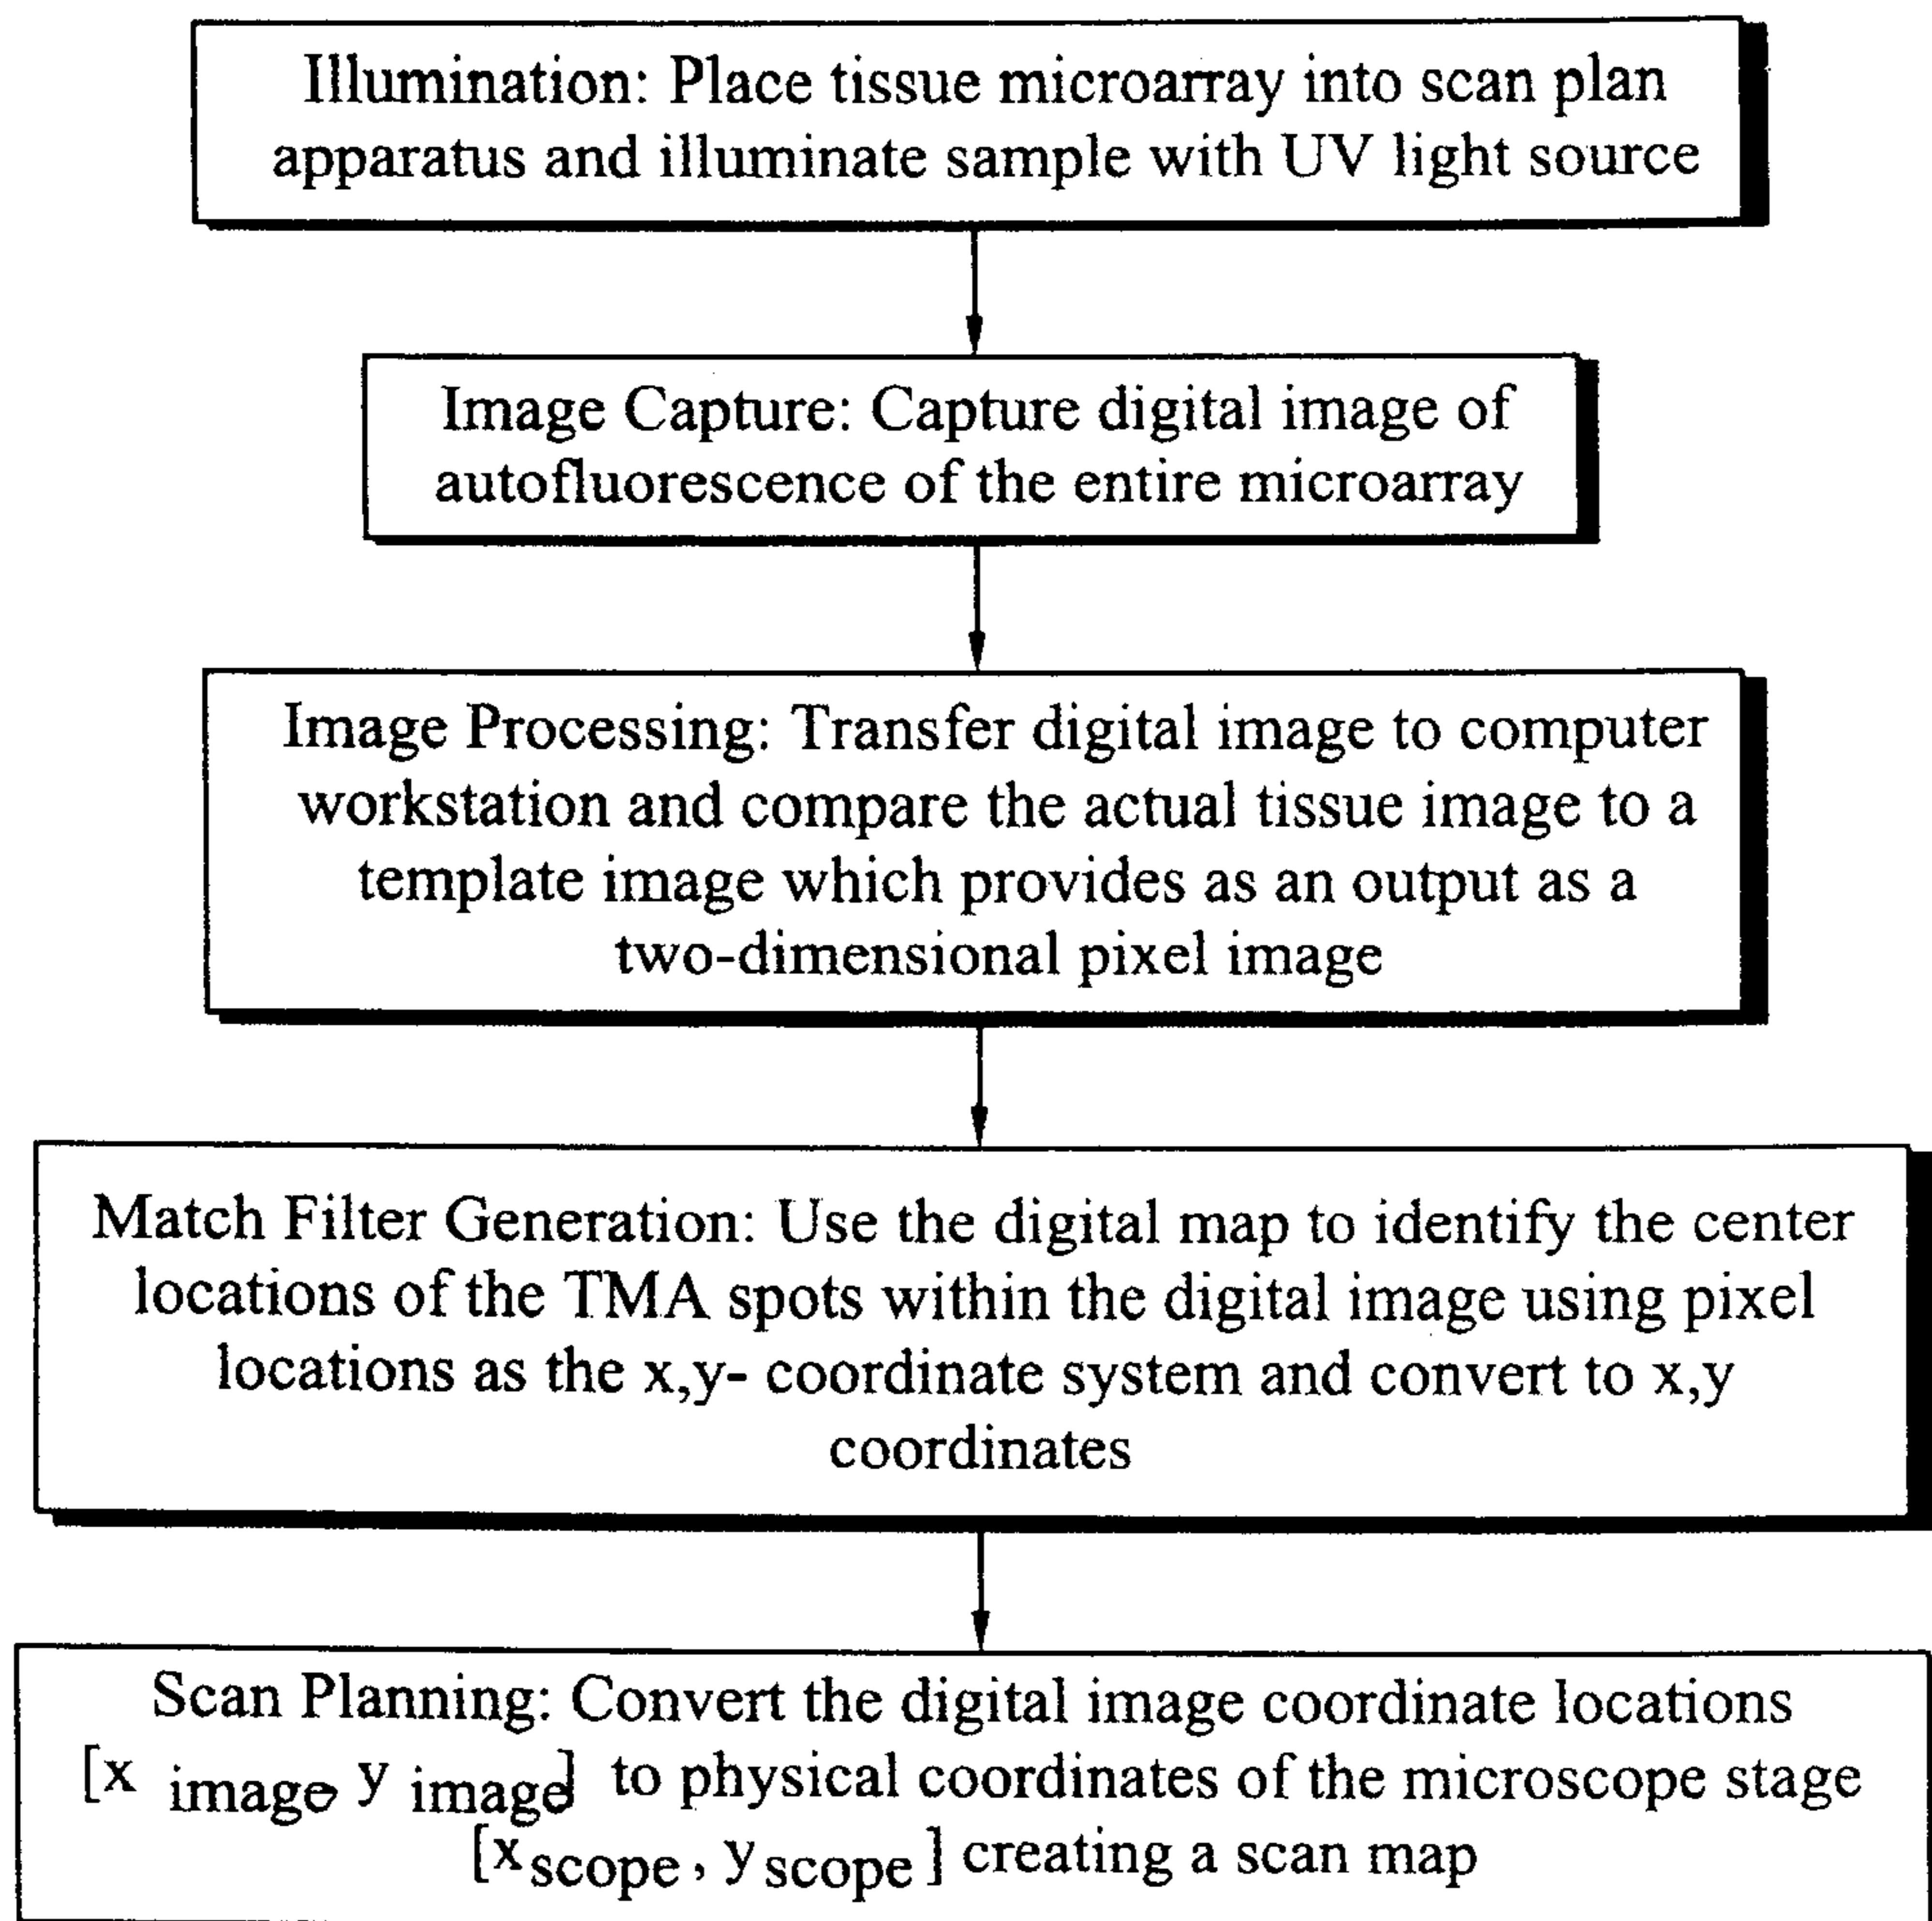 Illumination: Place tissue microarray into scan plan
apparatus and illuminate sample with UV light source
Image Capture: Capture digital image of
autofluorescence of the entire microarray
Image Processing: Transfer digital image to computer
workstation and compare the actual tissue image to a
template image which provides as an output as a
two-dimensional pixel image
Match Filter Generation: Use the digital map to identify the center
locations of the TMA spots within the digital image using pixel
locations as the x,y- coordinate system and convert to x,y
coordinates
Scan Planning: Convert the digital image coordinate locations
[x image, y image] to physical coordinates of the microscope stage
[x scope, y scope] creating a scan map